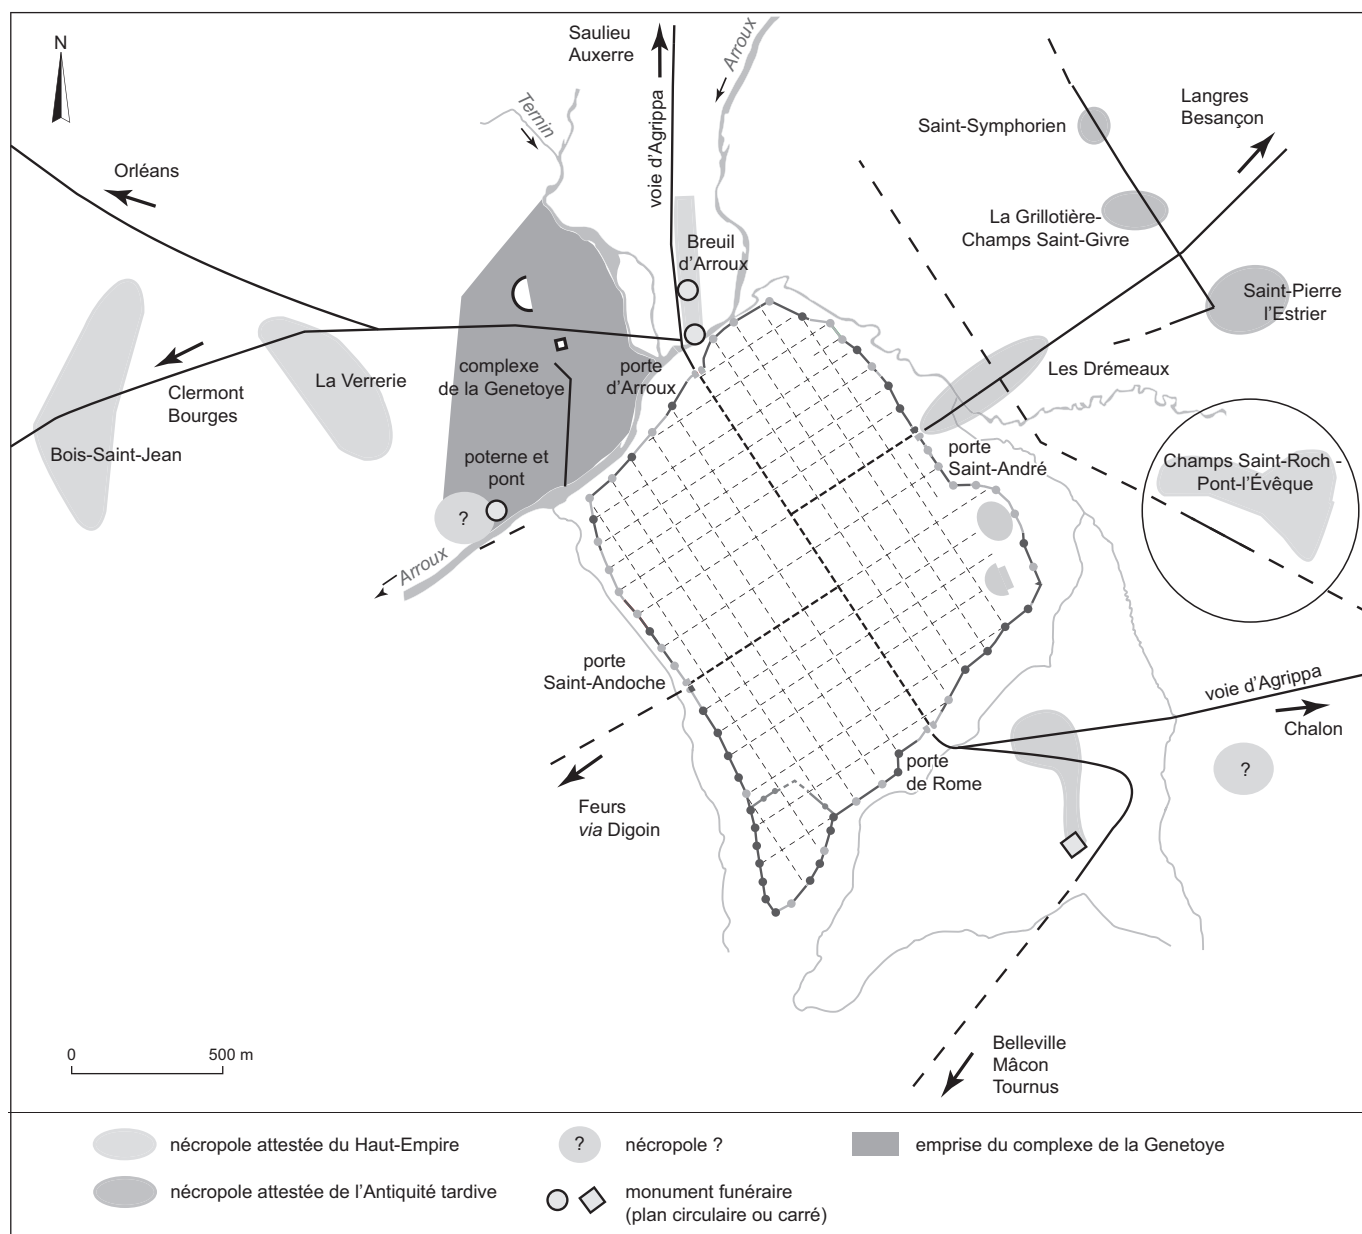 N
Saulieu
Auxerre
voie d'Agrippa
Arroux
Ternin
Orléans
Langres
Besançon
Saint-Symphorien
La Grillotière-
Champs Saint-Givre
Breuil
d'Arroux
Saint-Pierre
l'Estrier
La Verrerie
Clermont
Bourges
complexe
de la Genetoye
porte
d'Arroux
Les Drémeaux
Bois-Saint-Jean
poterne et
pont
porte
Saint-André
Champs Saint-Roch -
Pont-l'Évêque
?
Arroux
porte
Saint-Andoche
voie d'Agrippa
Chalon
porte
de Rome
?
Feurs
via Digoin
Belleville
Mâcon
Tournus
0 500 m
nécropole attestée du Haut-Empire
? nécropole ?
emprise du complexe de la Genetoye
nécropole attestée de l'Antiquité tardive
monument funéraire
(plan circulaire ou carré)